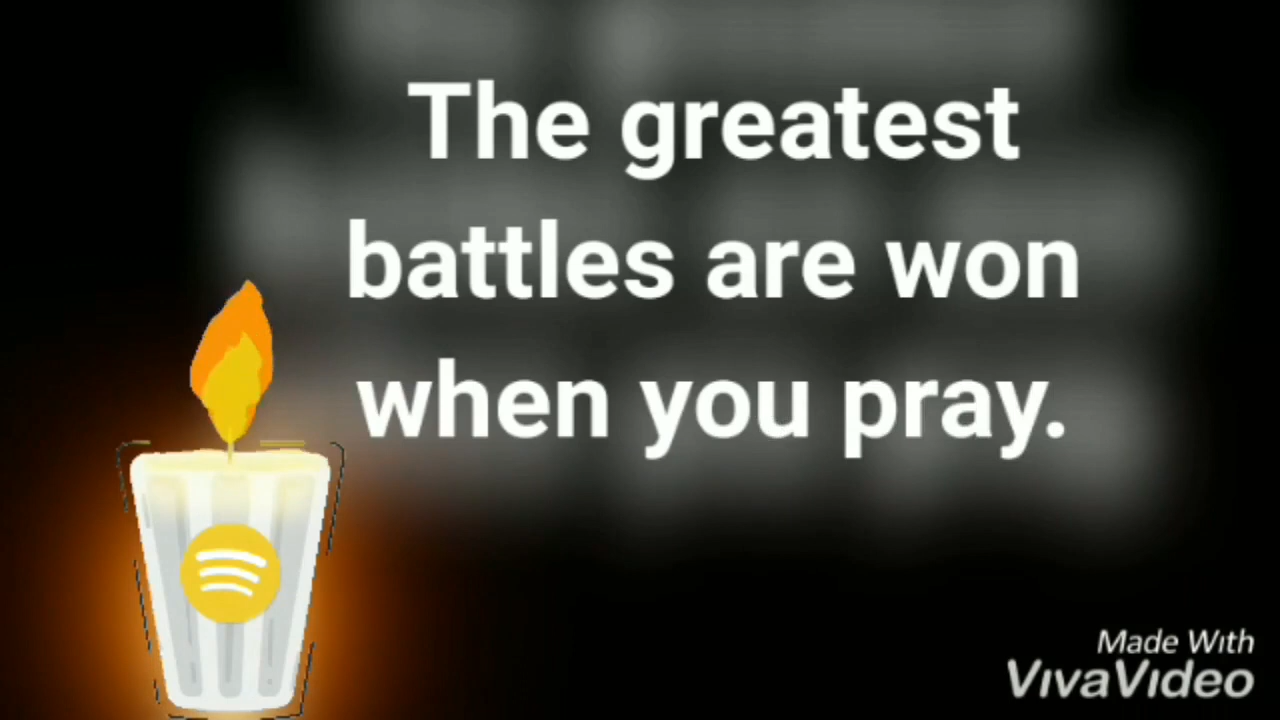 The greatest
battles are won
when you pray.
Made With
VivaVideo